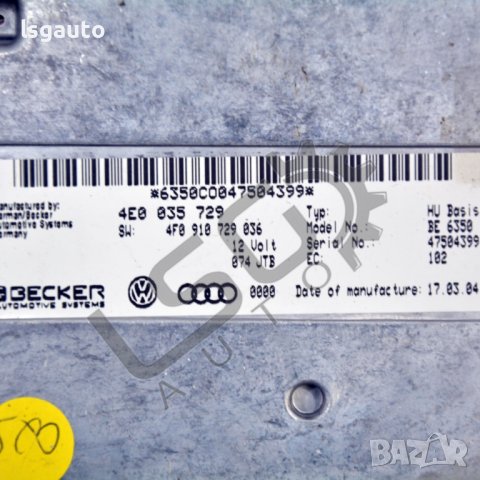 lsgauto
*6350C0047504399*
manufactured by:
arman/Becker
utomotive Systems
ermany
4E0 035 729
SW: 4F0 910 729 036
12 Volt
074 JTB
Typ: HU Basis
Model No.: BE 6350
Serial No.: 47504399
EC: 102
BECKER
AUTOMOTIVE SYSTEMS
0000
Date of manufacture: 17.03.04
LSG
AUTO
BAZAR